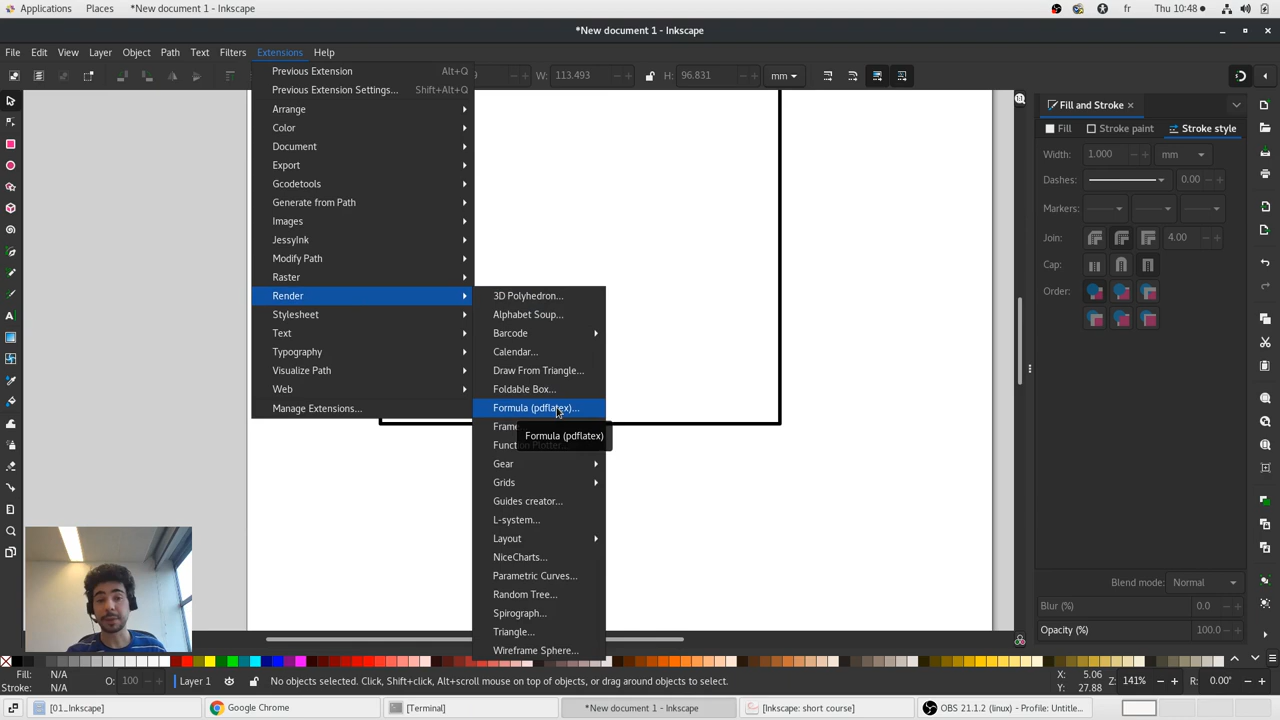 Applications Places *New document 1 - Inkscape fr Thu 10:48
*New document 1 - Inkscape
File Edit View Layer Object Path Text Filters Extensions Help
W: 113.493 H: 96.831 mm
Previous Extension Alt+Q
Previous Extension Settings... Shift+Alt+Q
Arrange
Color
Document
Export
Gcodetools
Generate from Path
Images
JessyInk
Modify Path
Raster
Render
Stylesheet
Text
Typography
Visualize Path
Web
Manage Extensions...
3D Polyhedron...
Alphabet Soup...
Barcode
Calendar...
Draw From Triangle...
Foldable Box...
Formula (pdflatex)...
Frame
Formula (pdflatex)
Gear
Grids
Guides creator...
L-system...
Layout
NiceCharts...
Parametric Curves...
Random Tree...
Spirograph...
Triangle...
Wireframe Sphere...
Fill and Stroke
Fill Stroke paint Stroke style
Width: 1.000 mm
Dashes: 0.00
Markers:
Join: 4.00
Cap:
Order:
Blend mode: Normal
Blur (%) 0.0
Opacity (%) 100.0
Fill: N/A
Stroke: N/A
O: 100 Layer 1 No objects selected. Click, Shift+click, Alt+scroll mouse on top of objects, or drag around objects to select.
X: 5.06
Y: 27.88
Z: 141% R: 0.00°
[01_Inkscape] Google Chrome [Terminal] *New document 1 - Inkscape [Inkscape: short course] OBS 21.1.2 (linux) - Profile: Untitle...